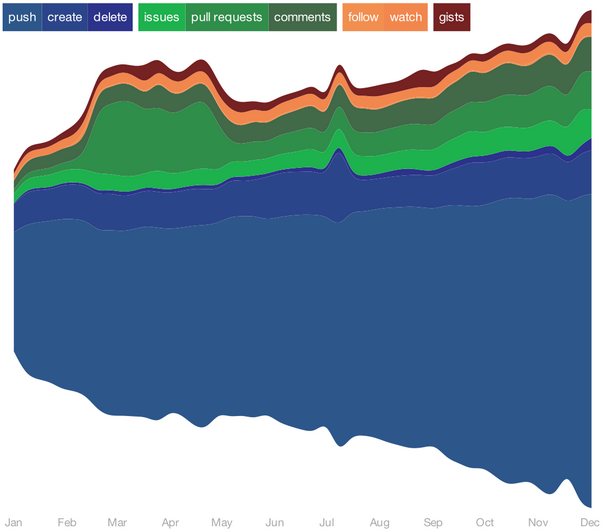 push create delete issues pull requests comments follow watch gists
Jan Feb Mar Apr May Jun Jul Aug Sep Oct Nov Dec